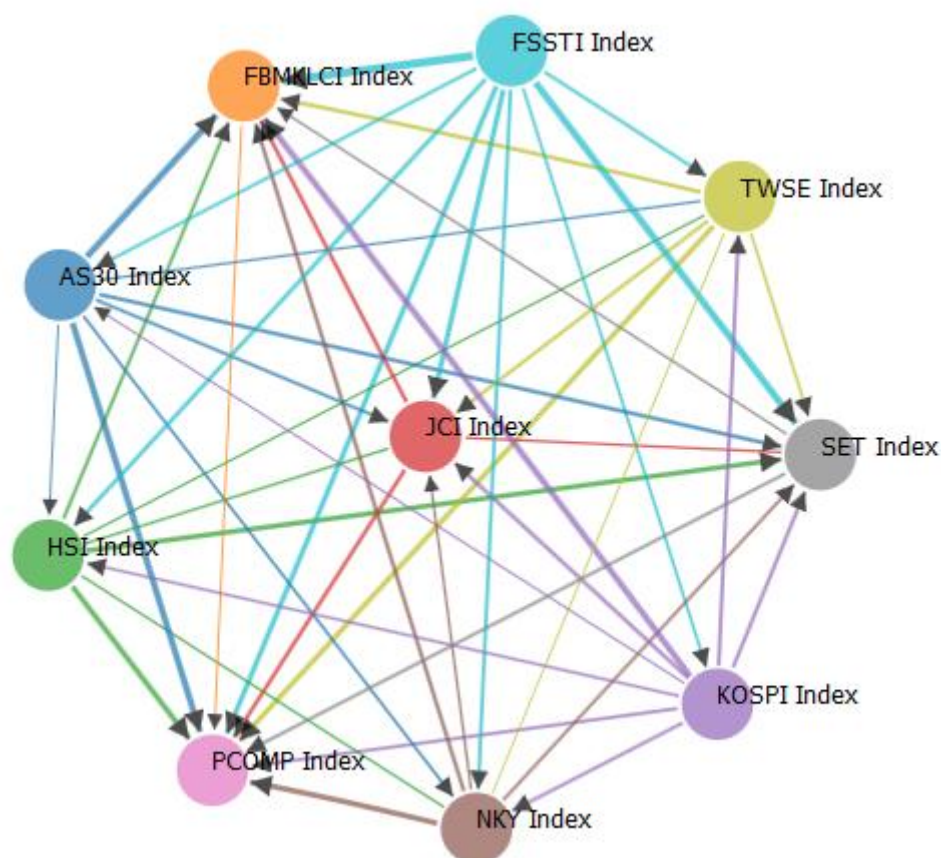 FSSTI Index
FBMKLCI Index
TWSE Index
AS30 Index
JCI Index
SET Index
HSI Index
KOSPI Index
PCOMP Index
NKY Index